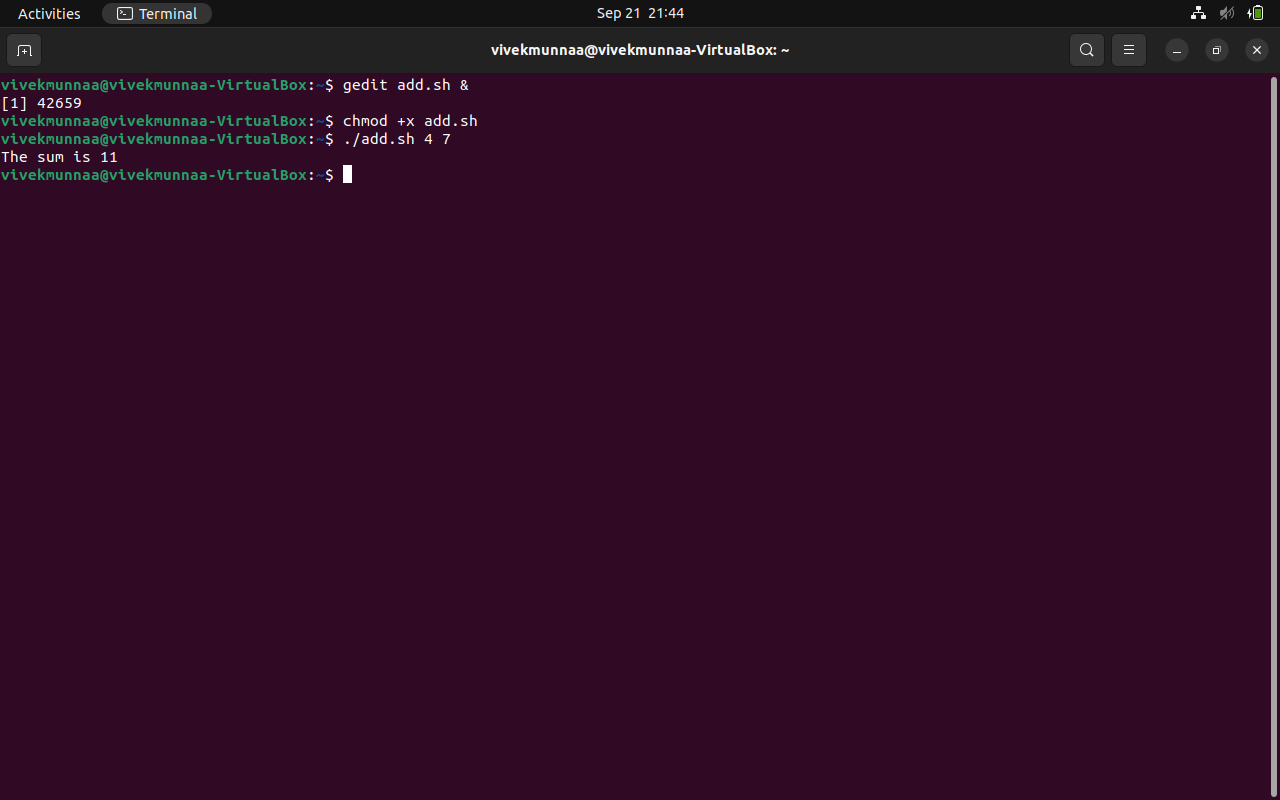 Activities
Terminal
Sep 21 21:44
vivekmunnaa@vivekmunnaa-VirtualBox: ~
vivekmunnaa@vivekmunnaa-VirtualBox:~$ gedit add.sh &
[1] 42659
vivekmunnaa@vivekmunnaa-VirtualBox:~$ chmod +x add.sh
vivekmunnaa@vivekmunnaa-VirtualBox:~$ ./add.sh 4 7
The sum is 11
vivekmunnaa@vivekmunnaa-VirtualBox:~$